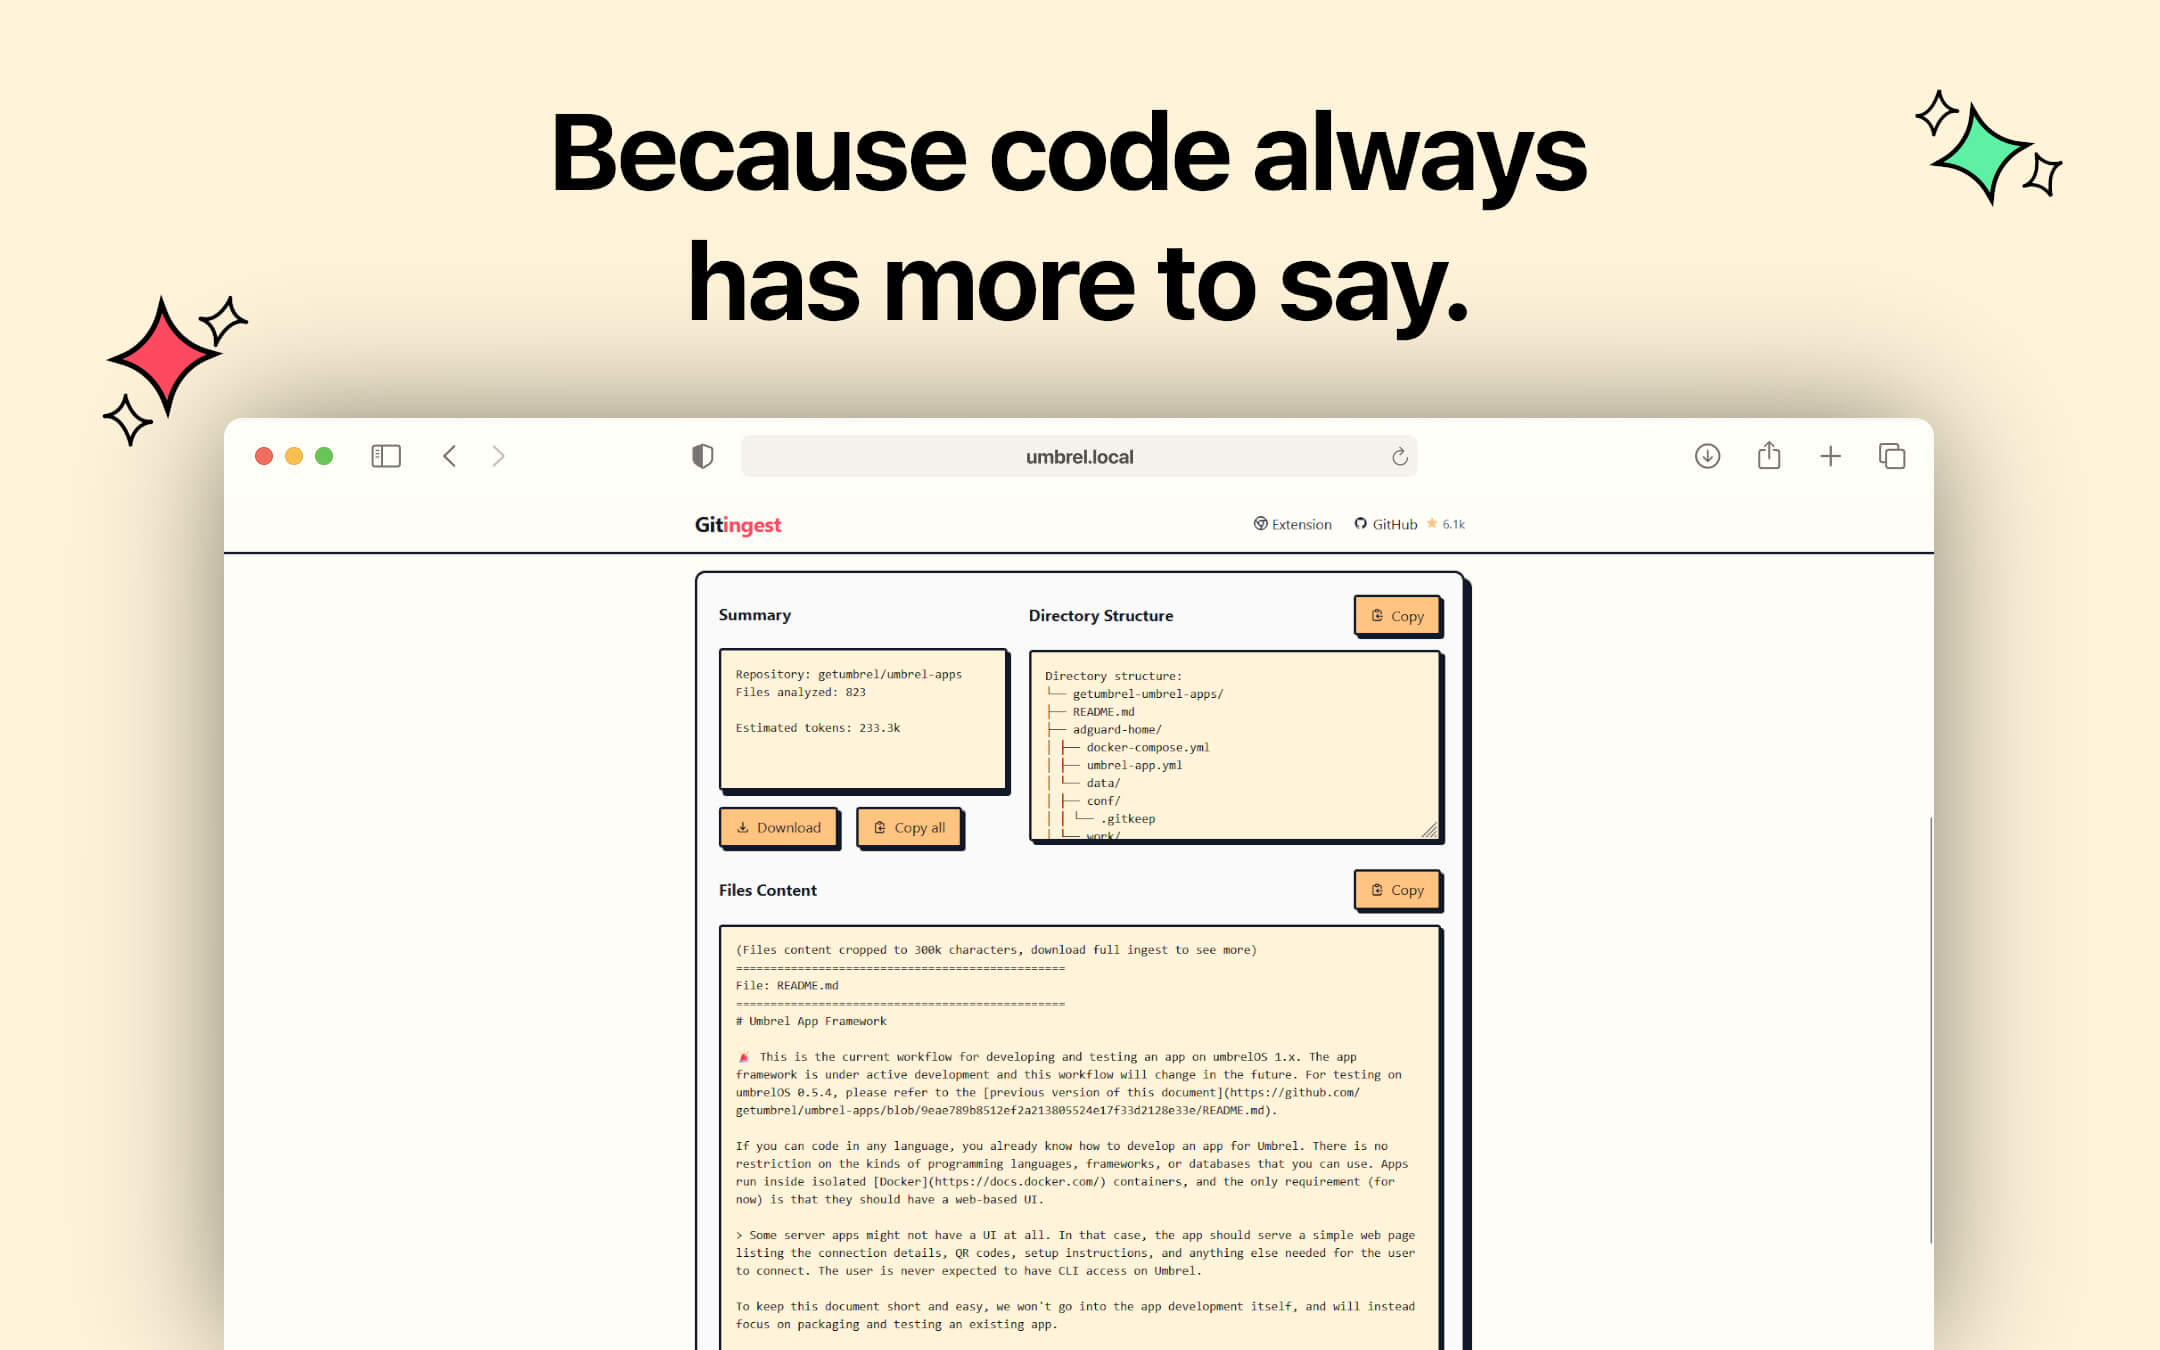 Because code always
has more to say.
umbrel.local
Gitingest
Extension
GitHub
6.1k
Summary
Repository: getumbrel/umbrel-apps
Files analyzed: 823
Estimated tokens: 233.3k
Download
Copy all
Directory Structure
Copy
Directory structure:
└── getumbrel-umbrel-apps/
├── README.md
├── adguard-home/
│ ├── docker-compose.yml
│ ├── umbrel-app.yml
│ └── data/
│ ├── conf/
│ │ └── .gitkeep
│ └── work/
Files Content
Copy
(Files content cropped to 300k characters, download full ingest to see more)
================================================
File: README.md
================================================
# Umbrel App Framework
This is the current workflow for developing and testing an app on umbrelOS 1.x. The app
framework is under active development and this workflow will change in the future. For testing on
umbrelOS 0.5.4, please refer to the [previous version of this document](https://github.com/
getumbrel/umbrel-apps/blob/9eae789b8512ef2a213805524e17f33d2128e33e/README.md).
If you can code in any language, you already know how to develop an app for Umbrel. There is no
restriction on the kinds of programming languages, frameworks, or databases that you can use. Apps
run inside isolated [Docker](https://docs.docker.com/) containers, and the only requirement (for
now) is that they should have a web-based UI.
> Some server apps might not have a UI at all. In that case, the app should serve a simple web page
listing the connection details, QR codes, setup instructions, and anything else needed for the user
to connect. The user is never expected to have CLI access on Umbrel.
To keep this document short and easy, we won't go into the app development itself, and will instead
focus on packaging and testing an existing app.